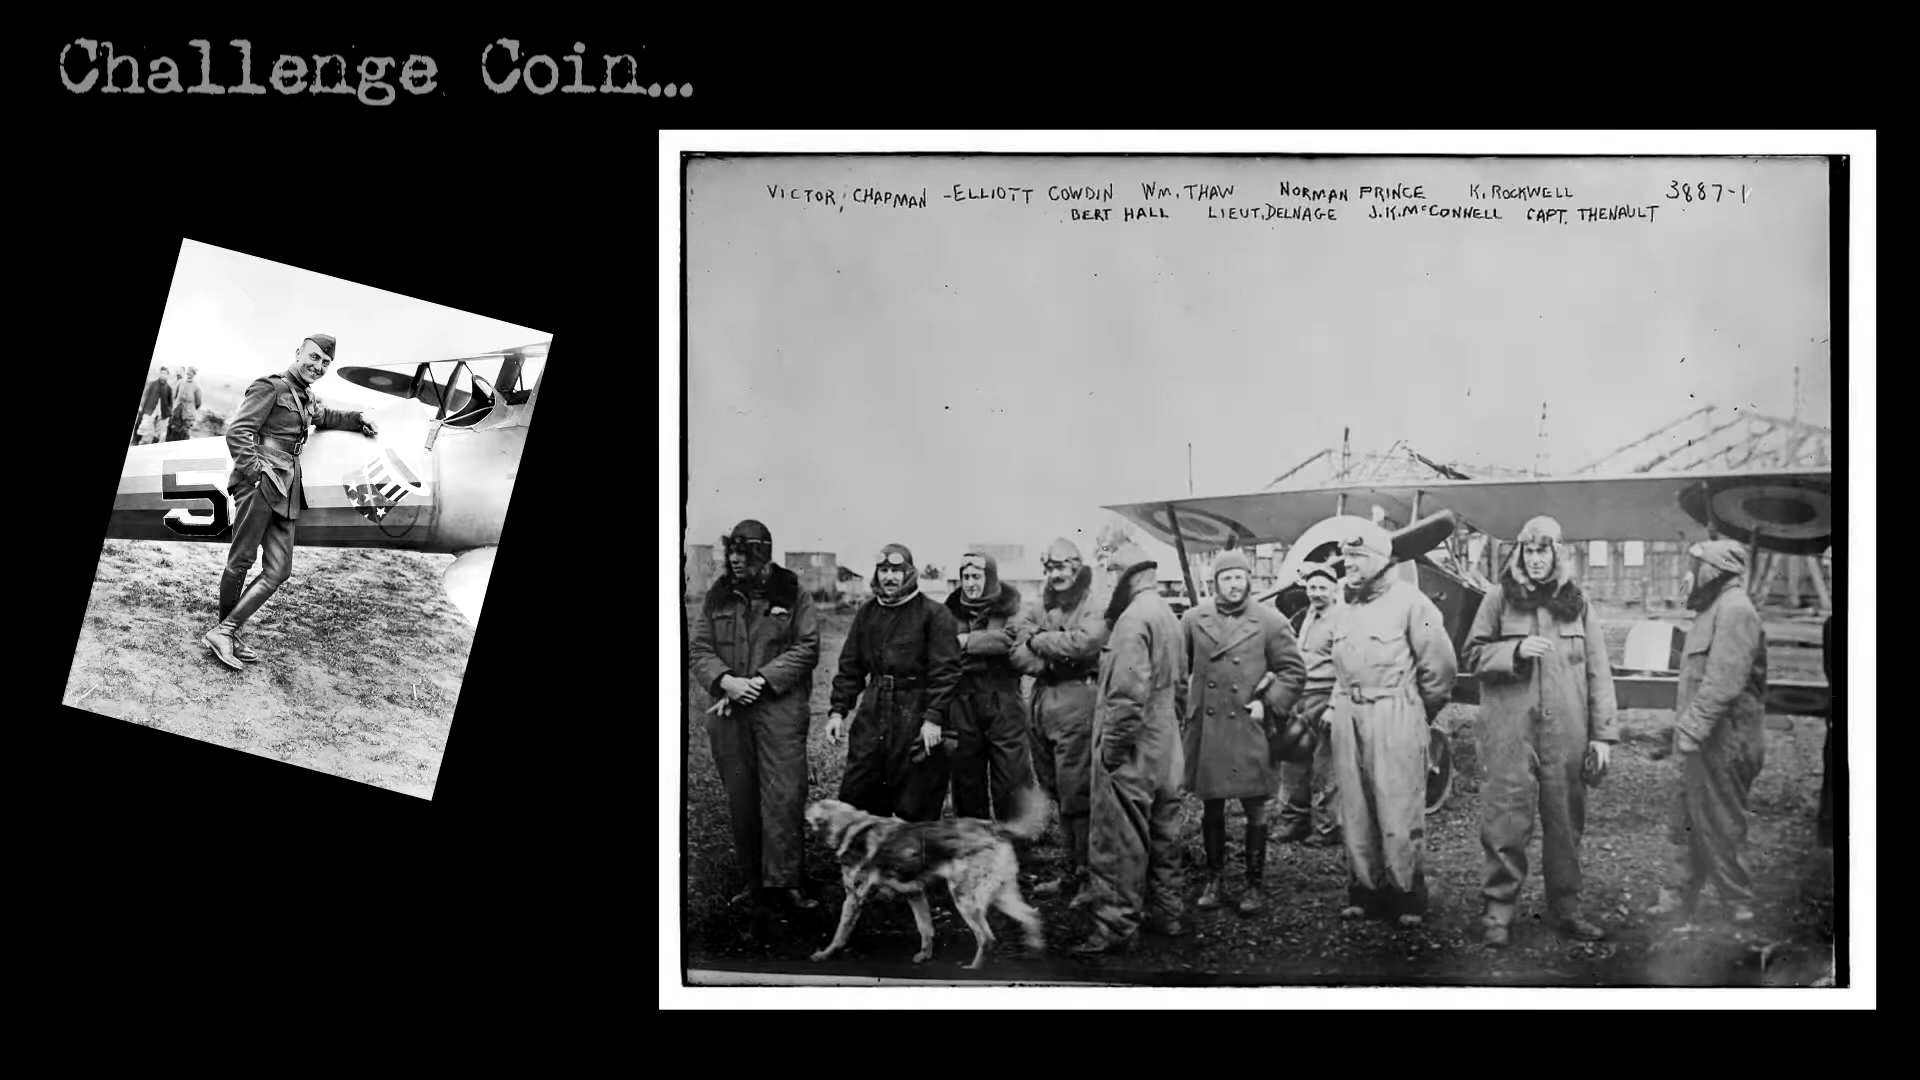 Challenge Coin...
VICTOR, CHAPMAN -ELLIOTT COWDIN WM. THAW NORMAN PRINCE K. ROCKWELL 3887-1
BERT HALL LIEUT. DELNAGE J.K. McCONNELL CAPT. THENAULT
5